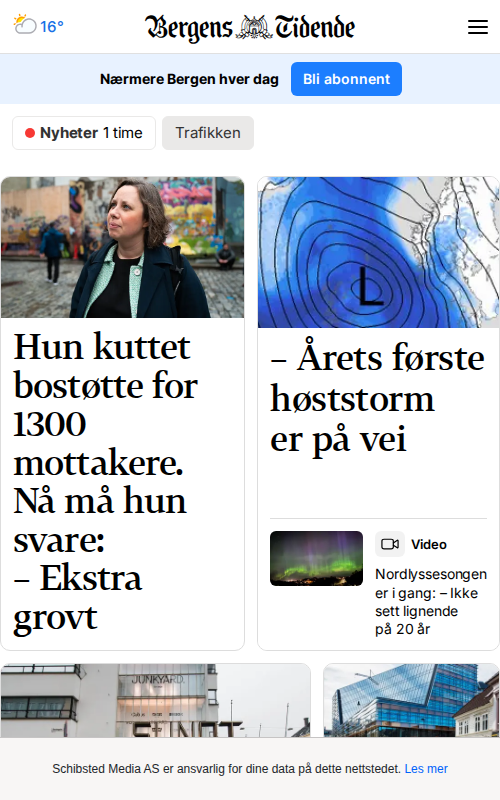 16°
Bergens Tidende
Nærmere Bergen hver dag
Bli abonnent
Nyheter 1 time
Trafikken
Hun kuttet
bostøtte for
1300
mottakere.
Nå må hun
svare:
– Ekstra
grovt
L
– Årets første
høststorm
er på vei
Video
Nordlyssesongen
er i gang: – Ikke
sett lignende
på 20 år
JUNKYARD.
Schibsted Media AS er ansvarlig for dine data på dette nettstedet. Les mer